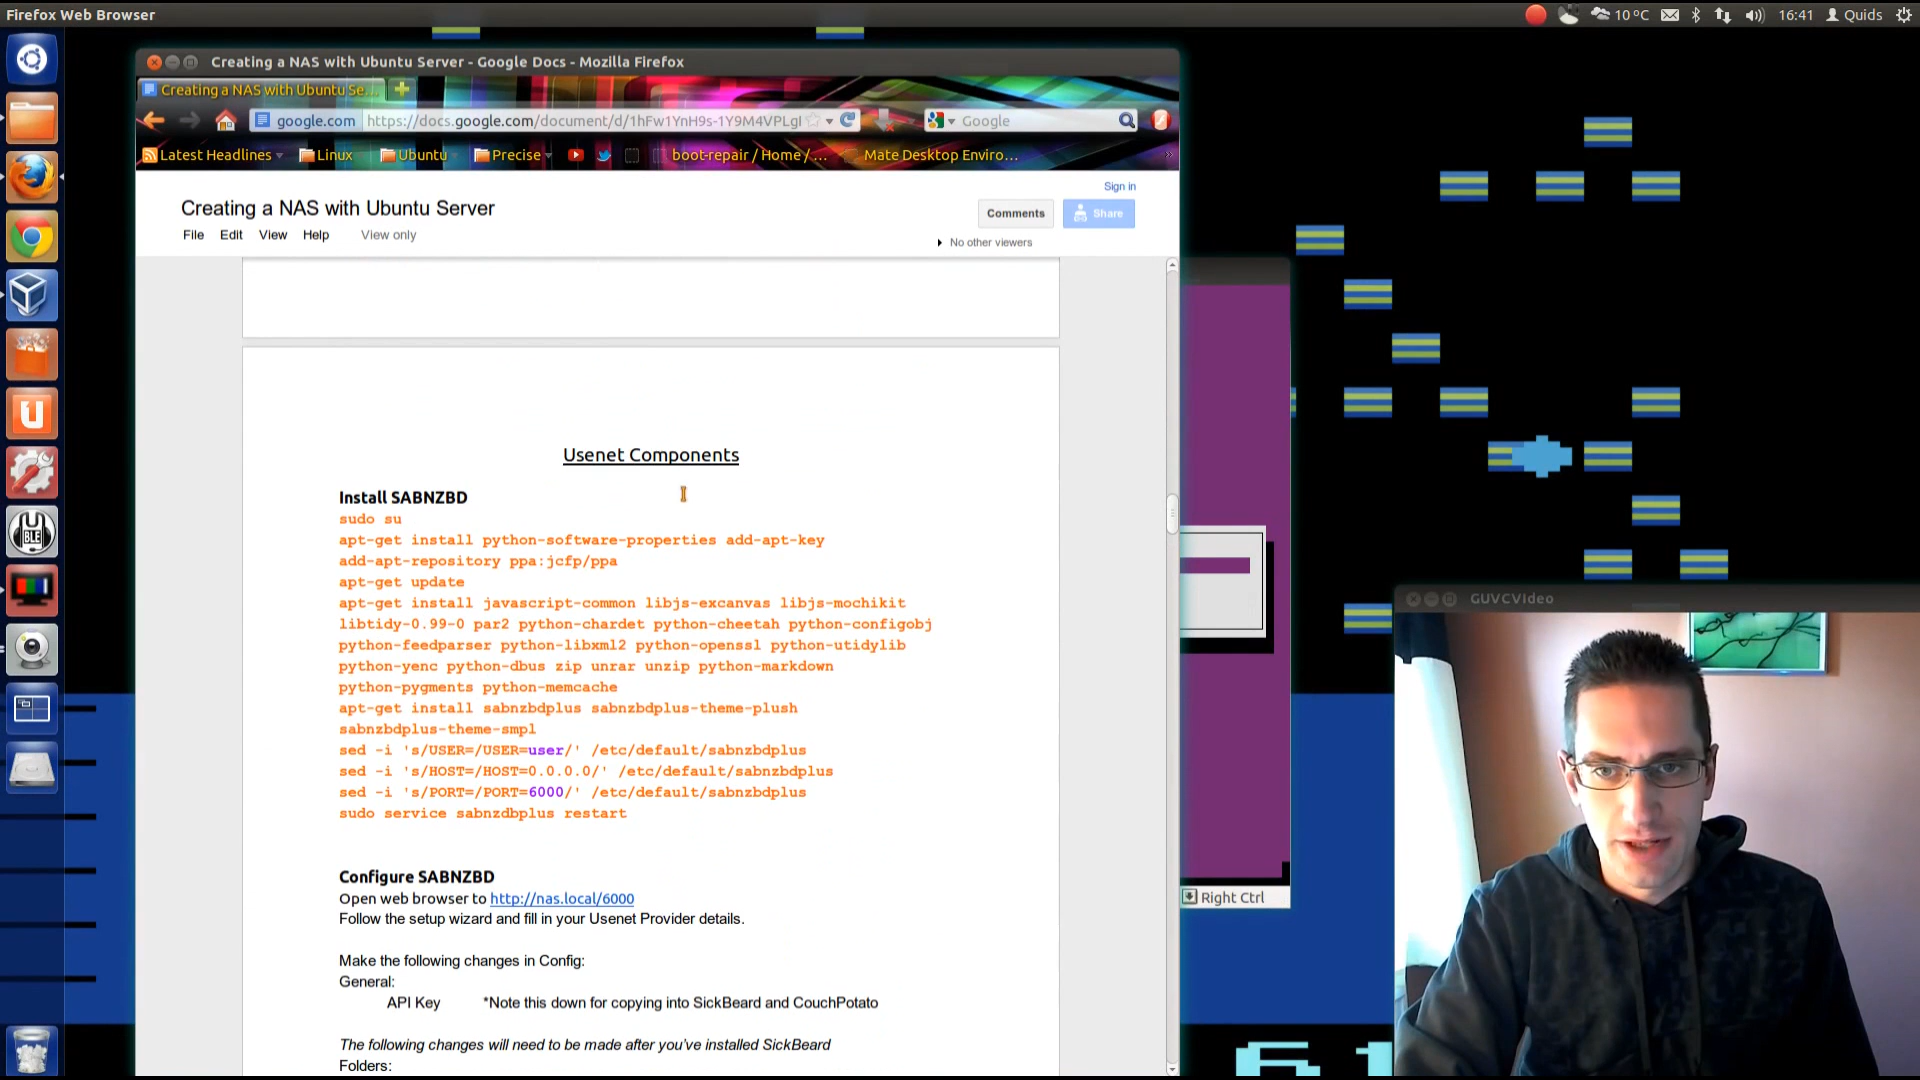 Firefox Web Browser
10 °C
16:41
Quids
Creating a NAS with Ubuntu Server - Google Docs - Mozilla Firefox
Creating a NAS with Ubuntu Se...
google.com https://docs.google.com/document/d/1hFw1YnH9s-1Y9M4VPLgI
Google
Latest Headlines
Linux
Ubuntu
Precise
boot-repair / Home / ...
Mate Desktop Enviro...
Sign in
Creating a NAS with Ubuntu Server
Comments
Share
File Edit View Help View only
No other viewers
Usenet Components
Install SABNZBD
sudo su
apt-get install python-software-properties add-apt-key
add-apt-repository ppa:jcfp/ppa
apt-get update
apt-get install javascript-common libjs-excanvas libjs-mochikit
libtidy-0.99-0 par2 python-chardet python-cheetah python-configobj
python-feedparser python-libxml2 python-openssl python-utidylib
python-yenc python-dbus zip unrar unzip python-markdown
python-pygments python-memcache
apt-get install sabnzbdplus sabnzbdplus-theme-plush
sabnzbdplus-theme-smpl
sed -i 's/USER=/USER=user/' /etc/default/sabnzbdplus
sed -i 's/HOST=/HOST=0.0.0.0/' /etc/default/sabnzbdplus
sed -i 's/PORT=/PORT=6000/' /etc/default/sabnzbdplus
sudo service sabnzdbplus restart
Configure SABNZBD
Open web browser to http://nas.local/6000
Follow the setup wizard and fill in your Usenet Provider details.
Make the following changes in Config:
General:
API Key *Note this down for copying into SickBeard and CouchPotato
The following changes will need to be made after you've installed SickBeard
Folders:
Right Ctrl
GUVCVideo